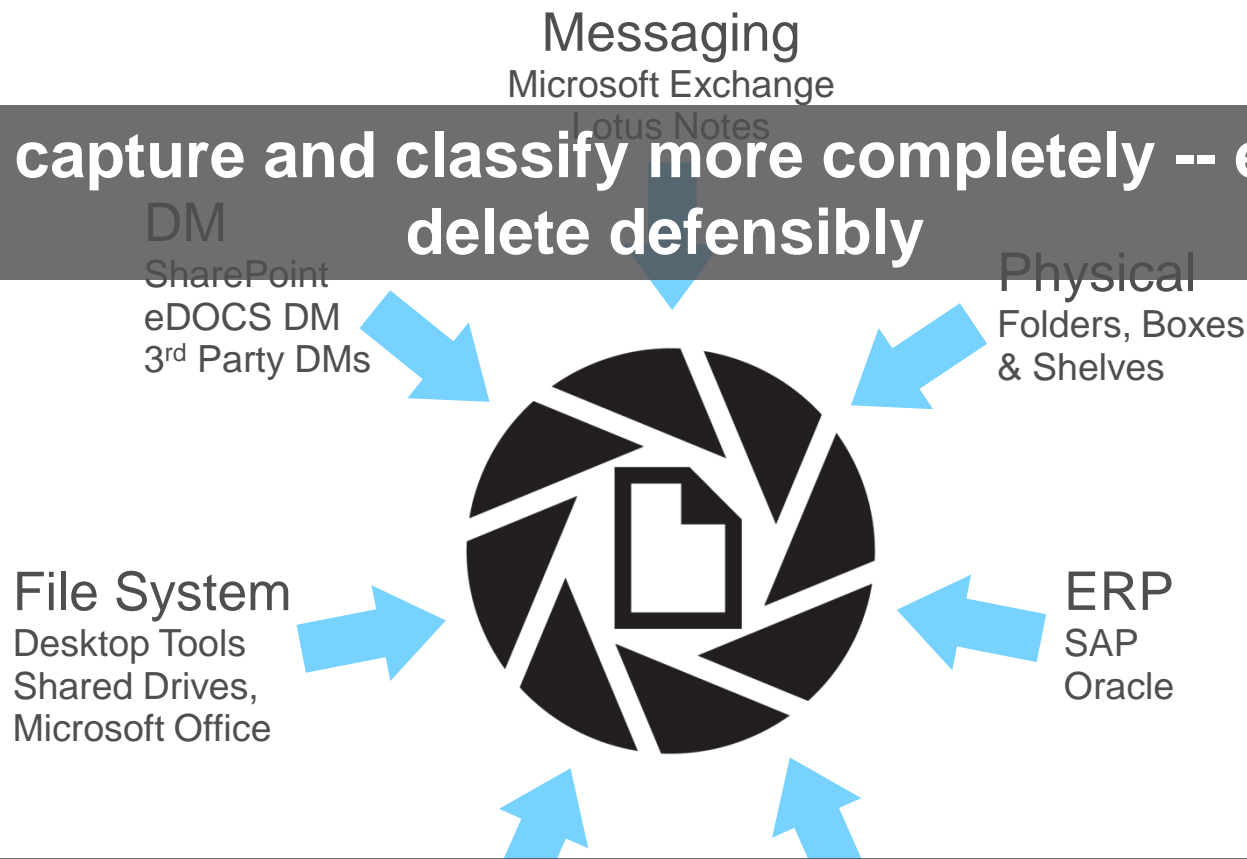 Messaging
Microsoft Exchange
Lotus Notes
capture and classify more completely --
delete defensibly
DM
SharePoint
eDOCS DM
3rd Party DMs
Physical
Folders, Boxes
& Shelves
File System
Desktop Tools
Shared Drives,
Microsoft Office
ERP
SAP
Oracle